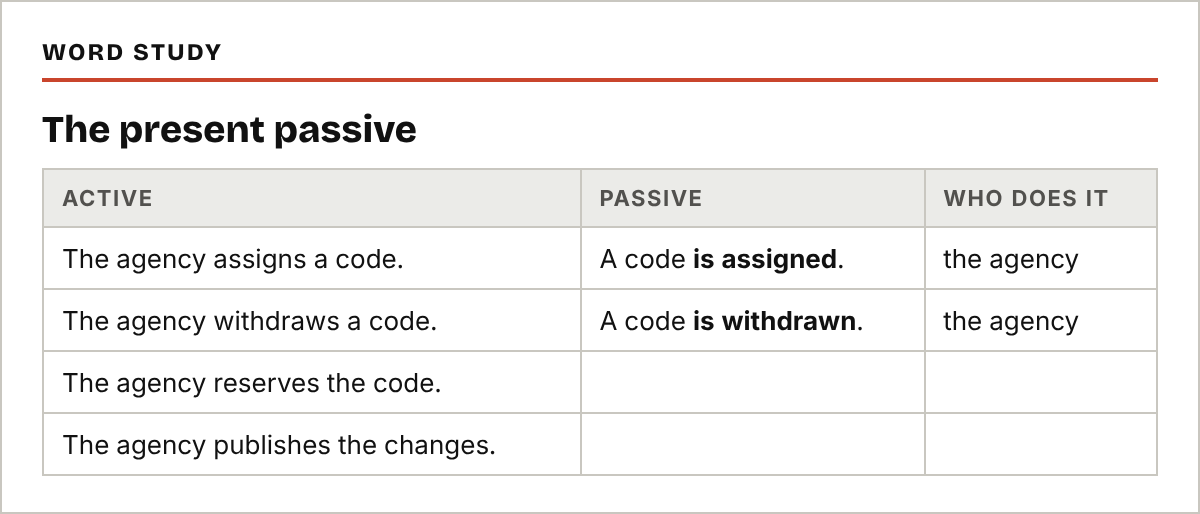 WORD STUDY
The present passive
ACTIVE PASSIVE WHO DOES IT
The agency assigns a code. A code is assigned. the agency
The agency withdraws a code. A code is withdrawn. the agency
The agency reserves the code.
The agency publishes the changes.